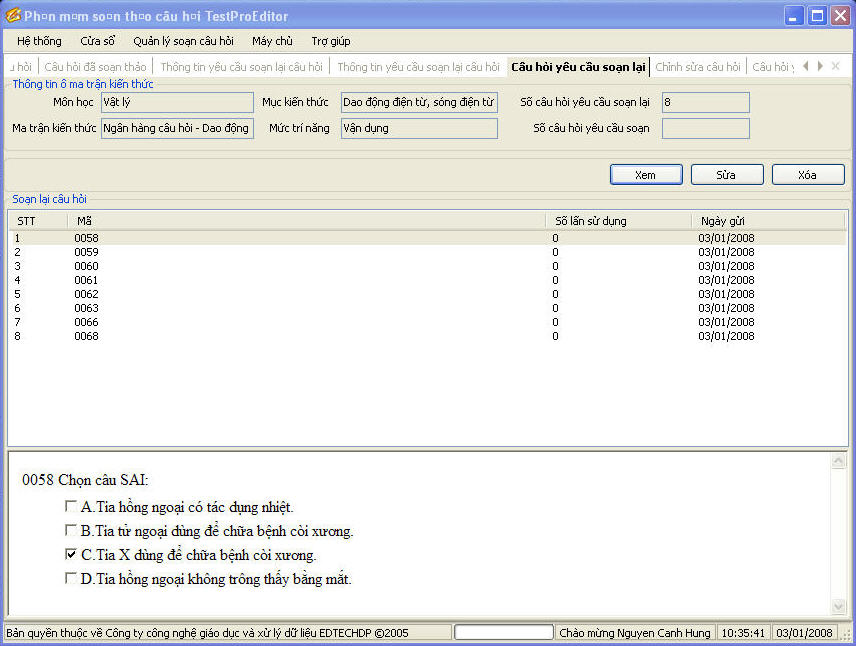 Ph¤n m¤m so¤n th¤o câu h¤i TestProEditor
Hệ thống Cửa sổ Quản lý soạn câu hỏi Máy chủ Trợ giúp
hỏi Câu hỏi đã soạn thảo Thông tin yêu cầu soạn lại câu hỏi Thông tin yêu cầu soạn lại câu hỏi Câu hỏi yêu cầu soạn lại Chỉnh sửa câu hỏi Câu hỏi
Thông tin ô ma trận kiến thức
Môn học Vật lý Mục kiến thức Dao động điện từ, sóng điện từ Số câu hỏi yêu cầu soạn lại 8
Ma trận kiến thức Ngân hàng câu hỏi - Dao động Mức trí năng Vận dụng Số câu hỏi yêu cầu soạn
Xem Sửa Xóa
Soạn lại câu hỏi
STT Mã Số lần sử dụng Ngày gửi
1 0058 0 03/01/2008
2 0059 0 03/01/2008
3 0060 0 03/01/2008
4 0061 0 03/01/2008
5 0062 0 03/01/2008
6 0063 0 03/01/2008
7 0066 0 03/01/2008
8 0068 0 03/01/2008
0058 Chọn câu SAI:
A.Tia hồng ngoại có tác dụng nhiệt.
B.Tia tử ngoại dùng để chữa bệnh còi xương.
C.Tia X dùng để chữa bệnh còi xương.
D.Tia hồng ngoại không trông thấy bằng mắt.
Bản quyền thuộc về Công ty công nghệ giáo dục và xử lý dữ liệu EDTECHDP ©2005 Chào mừng Nguyen Canh Hung 10:35:41 03/01/2008